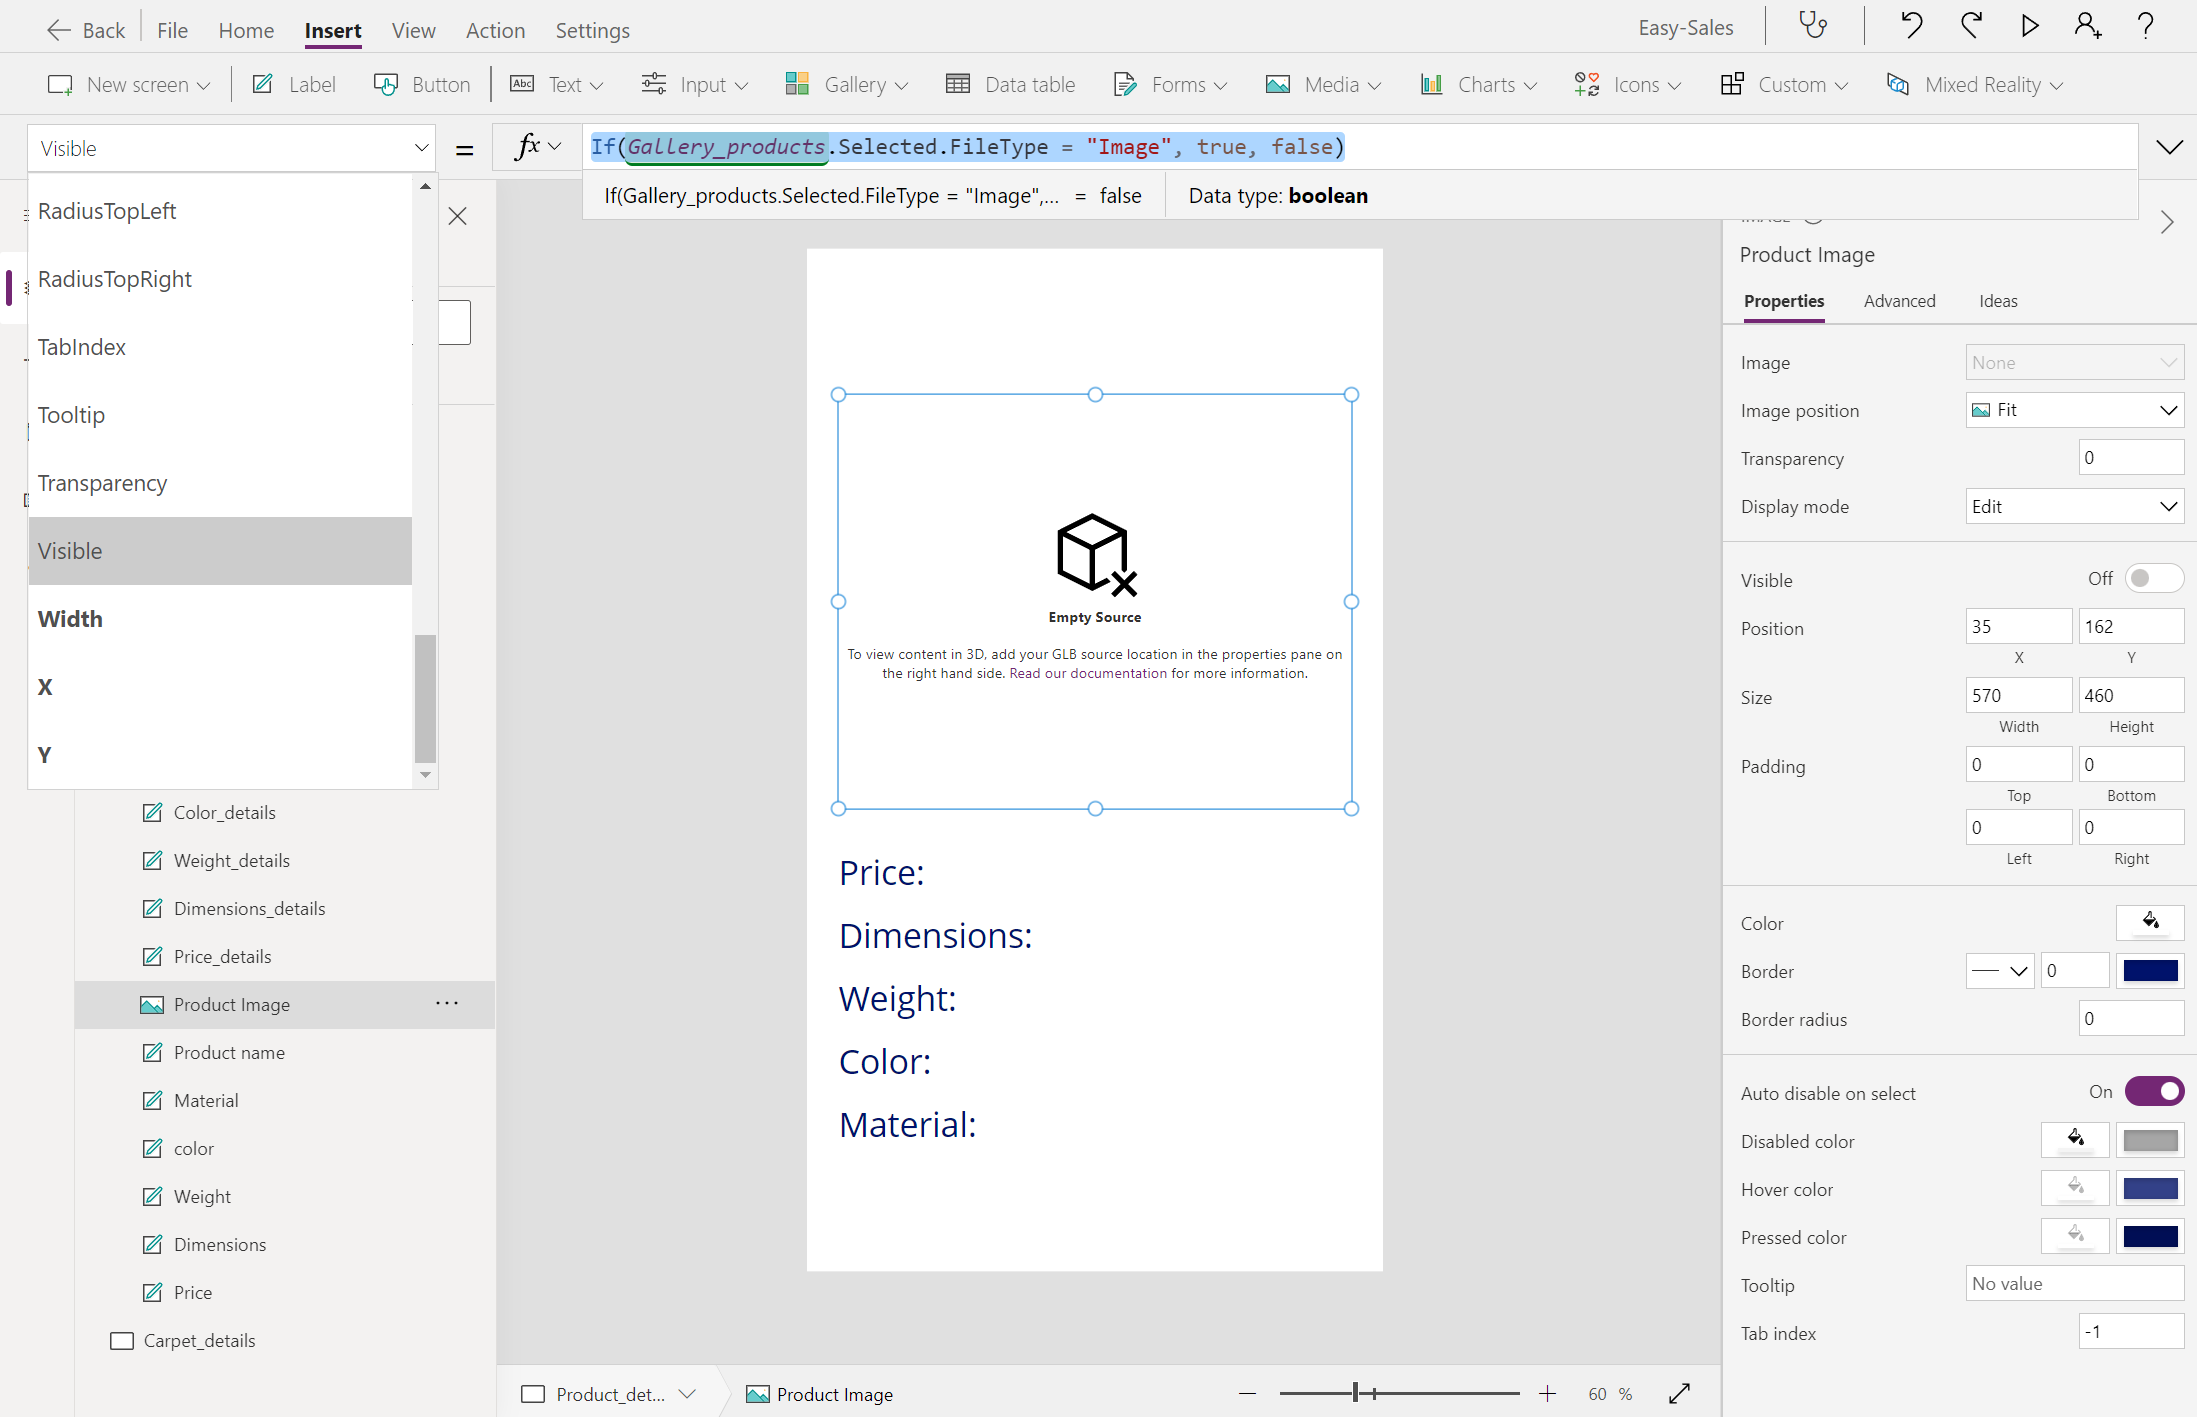 Back File Home Insert View Action Settings Easy-Sales
New screen Label Button Abc Text Input Gallery Data table Forms Media Charts Icons Custom Mixed Reality
Visible = fx If(Gallery_products.Selected.FileType = "Image", true, false)
If(Gallery_products.Selected.FileType = "Image",... = false Data type: boolean
RadiusTopLeft
RadiusTopRight
TabIndex
Tooltip
Transparency
Visible
Width
X
Y
Color_details
Weight_details
Dimensions_details
Price_details
Product Image ...
Product name
Material
color
Weight
Dimensions
Price
Carpet_details
Empty Source
To view content in 3D, add your GLB source location in the properties pane on
the right hand side. Read our documentation for more information.
Price:
Dimensions:
Weight:
Color:
Material:
Product_det... Product Image 60 %
Product Image
Properties Advanced Ideas
Image None
Image position Fit
Transparency 0
Display mode Edit
Visible Off
Position 35 162
X Y
Size 570 460
Width Height
Padding 0 0
Top Bottom
0 0
Left Right
Color
Border 0
Border radius 0
Auto disable on select On
Disabled color
Hover color
Pressed color
Tooltip No value
Tab index -1